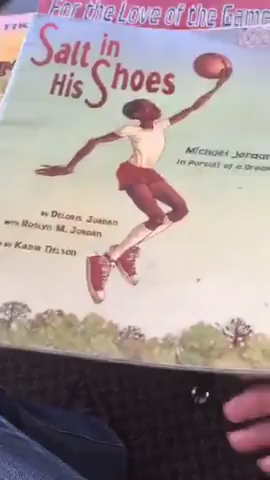 For the Love of the Game
TIK
Salt in
His Shoes
Michael Jordan
In Pursuit of a Dream
BY DELORIS JORDAN
WITH ROSLYN M. JORDAN
BY KADIR NELSON